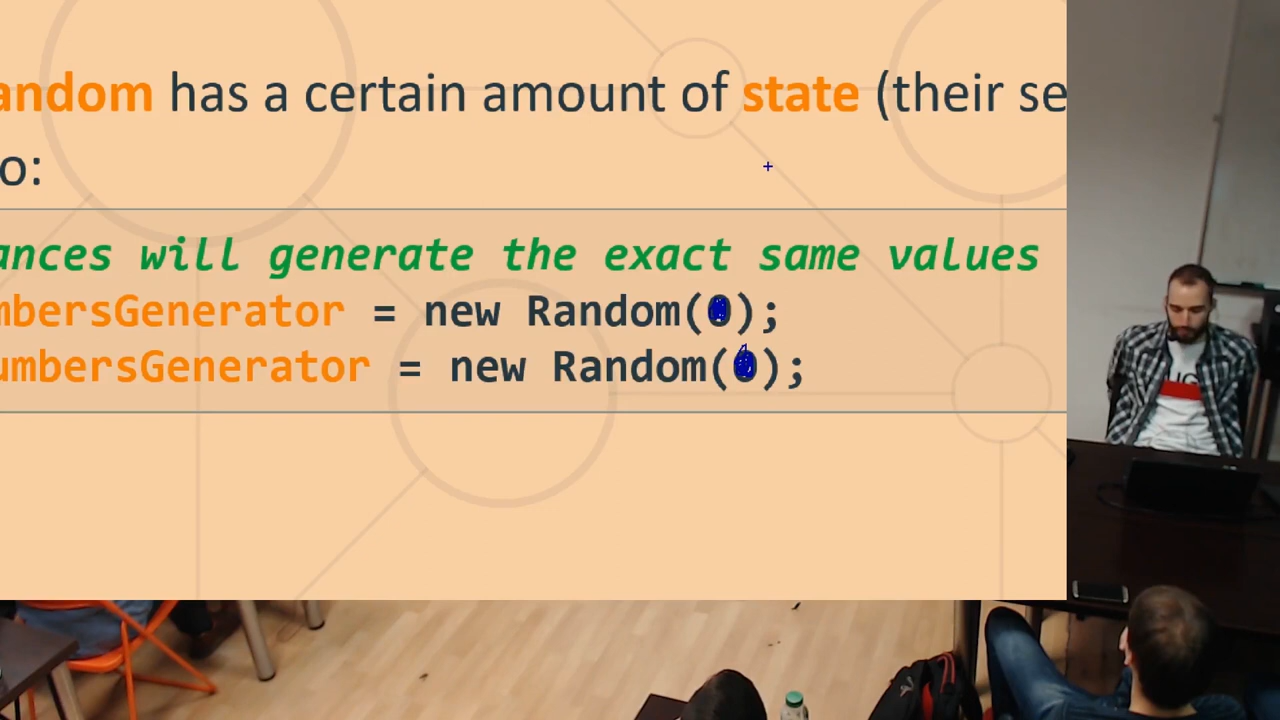 andom has a certain amount of state (their se
o:
ances will generate the exact same values
mbersGenerator = new Random(0);
umbersGenerator = new Random(0);